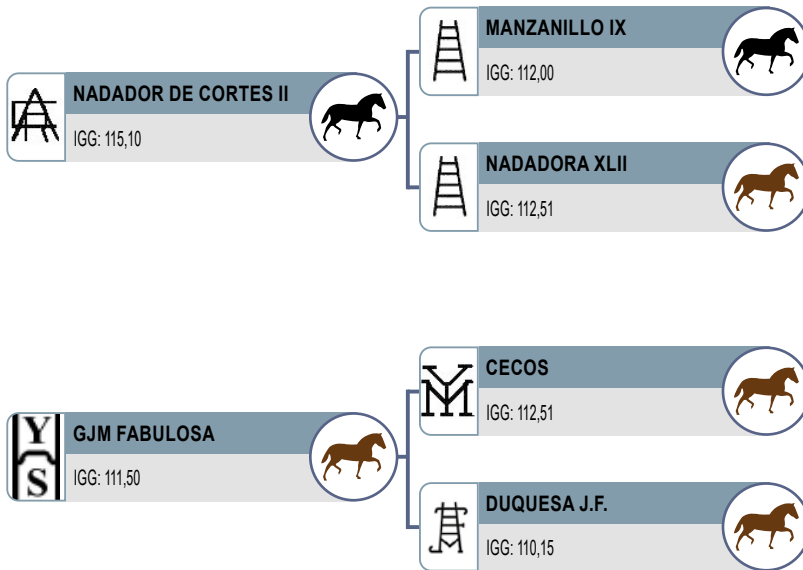 MANZANILLO IX
IGG: 112,00
NADADOR DE CORTES II
IGG: 115,10
NADADORA XLII
IGG: 112,51
CECOS
IGG: 112,51
GJM FABULOSA
IGG: 111,50
Y
S
DUQUESA J.F.
IGG: 110,15